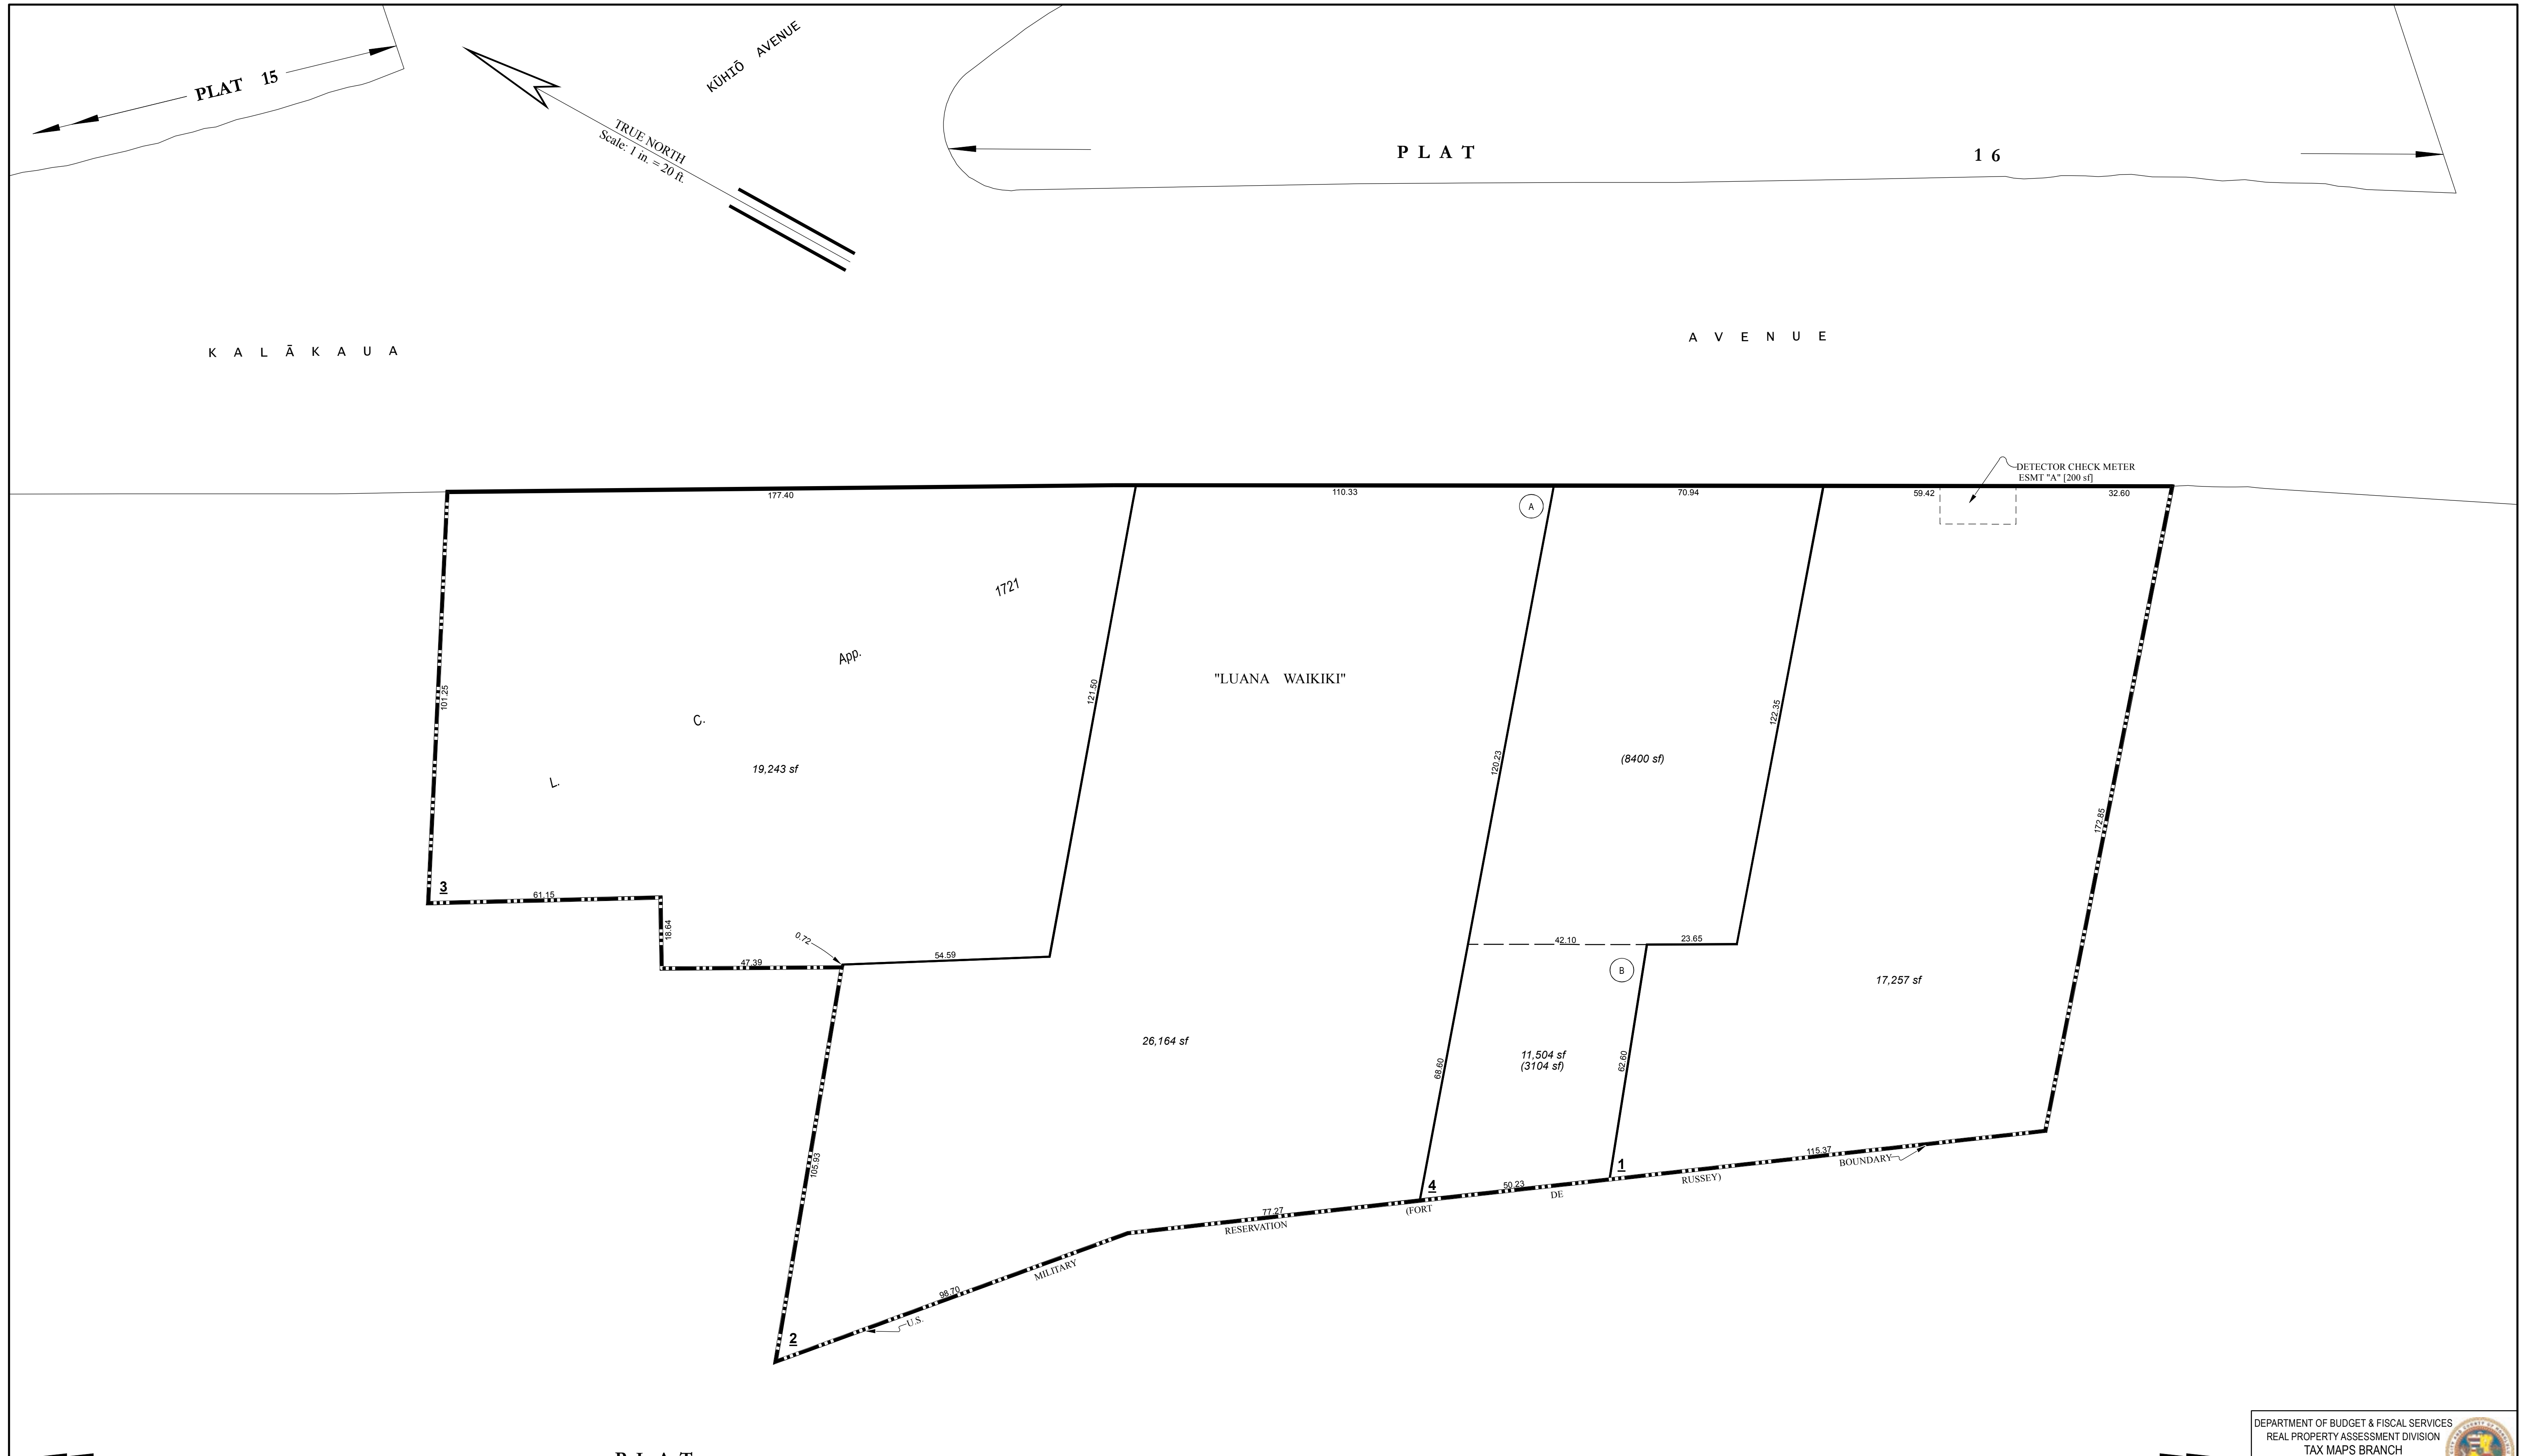 PLAT 15
KŪHIŌ AVENUE
TRUE NORTH
Scale: 1 in. = 20 ft.
PLAT 16
KALĀKAUA AVENUE
DETECTOR CHECK METER
ESMT "A" [200 sf]
177.40
110.33
70.94
59.42
32.60
A
1721
App.
C.
L.
"LUANA WAIKIKI"
101.25
121.50
120.23
122.35
172.85
19,243 sf
(8400 sf)
3
61.15
18.64
0.72
47.39
54.59
42.10
23.65
B
17,257 sf
26,164 sf
11,504 sf
(3104 sf)
68.60
62.60
105.93
1
115.37
4
50.23
77.27
98.70
2
U.S. MILITARY RESERVATION (FORT DE RUSSEY) BOUNDARY
PLAT
DEPARTMENT OF BUDGET & FISCAL SERVICES
REAL PROPERTY ASSESSMENT DIVISION
TAX MAPS BRANCH